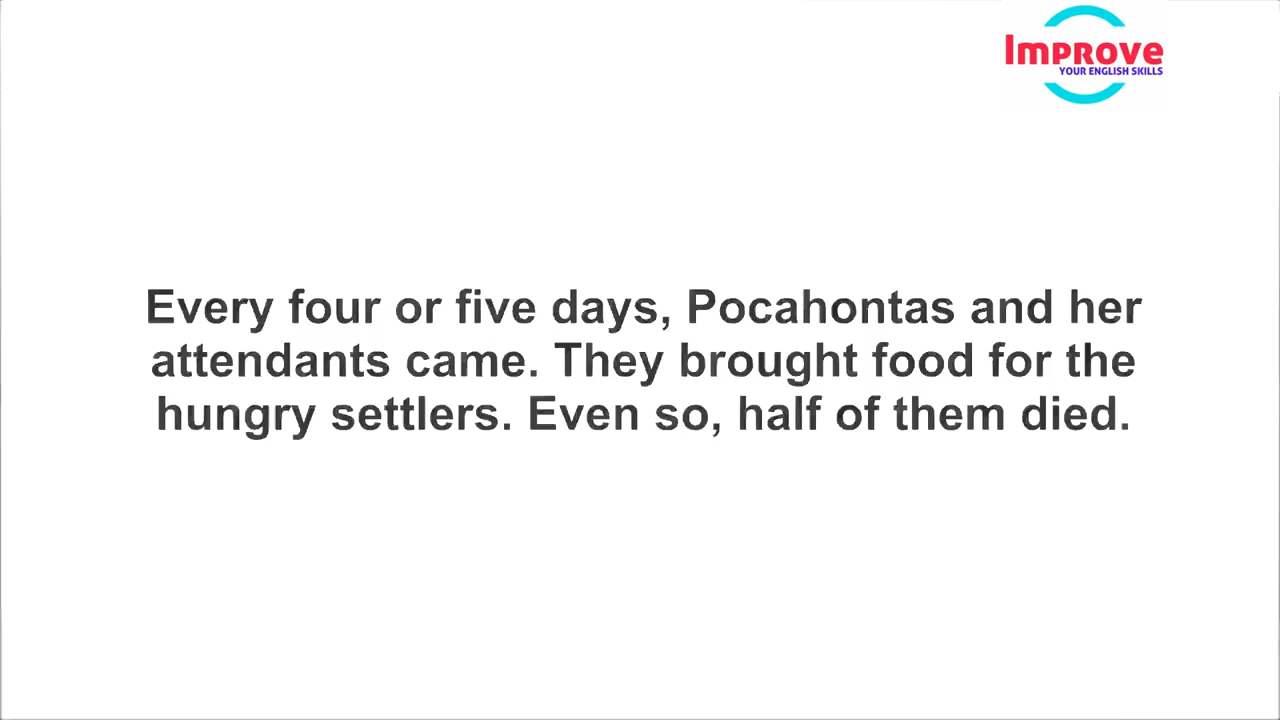 Improve
YOUR ENGLISH SKILLS
Every four or five days, Pocahontas and her
attendants came. They brought food for the
hungry settlers. Even so, half of them died.